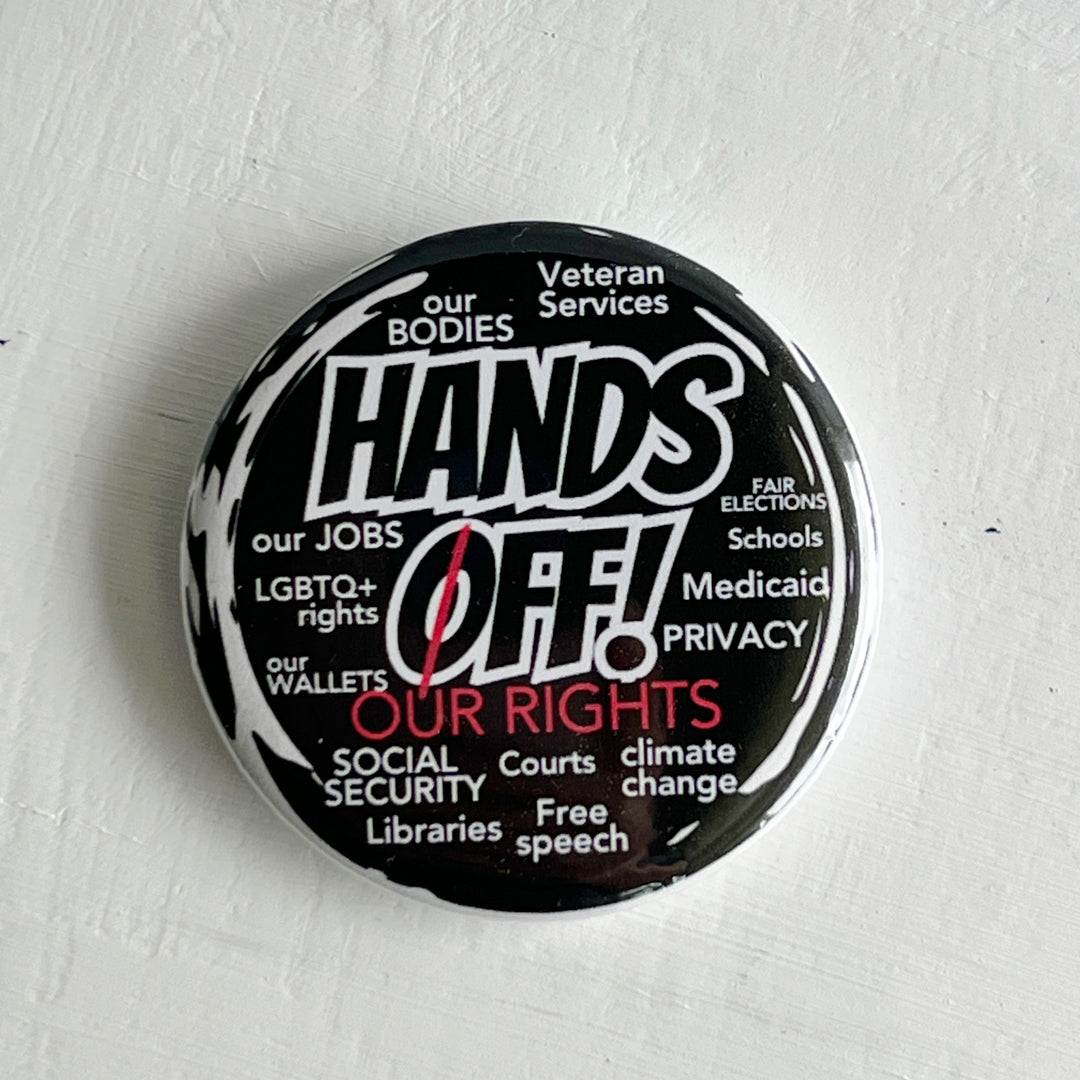 Veteran
Services
our
BODIES
HANDS
OFF!
FAIR
ELECTIONS
our JOBS
Schools
LGBTQ+
rights
Medicaid
PRIVACY
our
WALLETS
OUR RIGHTS
SOCIAL
SECURITY
Courts
climate
change
Libraries
Free
speech